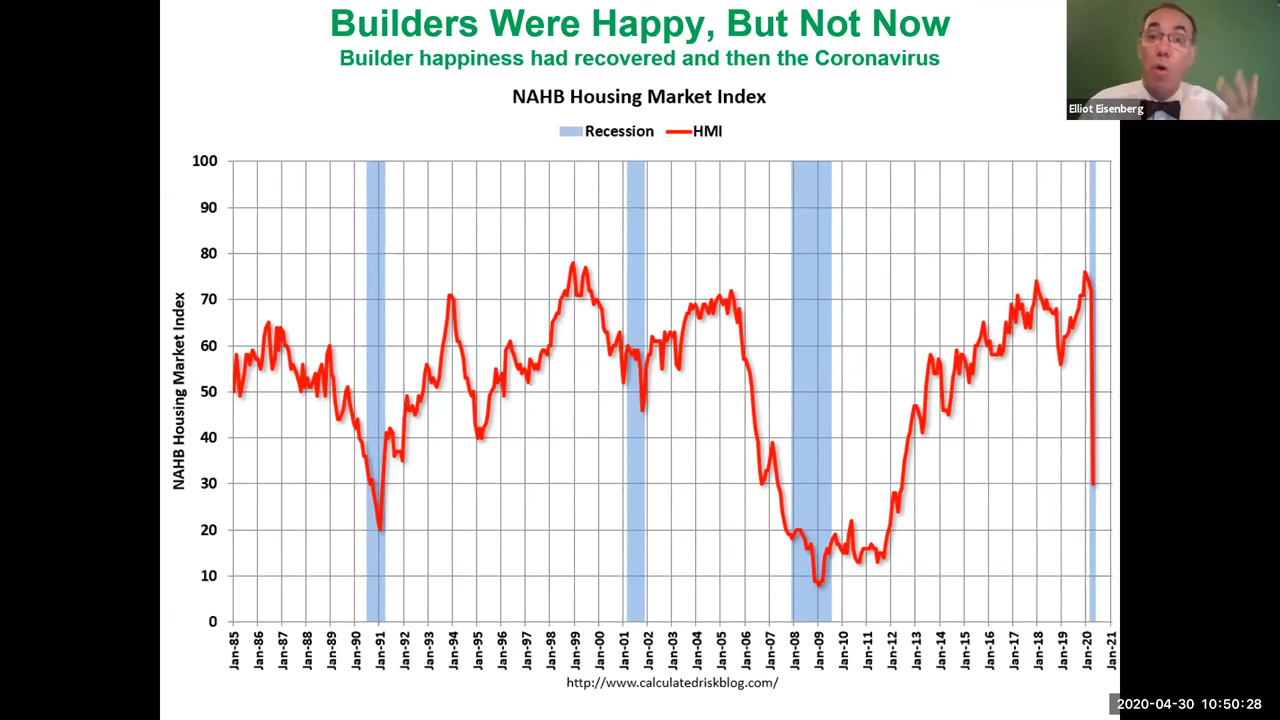 Builders Were Happy, But Not Now
Builder happiness had recovered and then the Coronavirus
Elliot Eisenberg
NAHB Housing Market Index
Recession
HMI
NAHB Housing Market Index
100
90
80
70
60
50
40
30
20
10
0
Jan-85
Jan-86
Jan-87
Jan-88
Jan-89
Jan-90
Jan-91
Jan-92
Jan-93
Jan-94
Jan-95
Jan-96
Jan-97
Jan-98
Jan-99
Jan-00
Jan-01
Jan-02
Jan-03
Jan-04
Jan-05
Jan-06
Jan-07
Jan-08
Jan-09
Jan-10
Jan-11
Jan-12
Jan-13
Jan-14
Jan-15
Jan-16
Jan-17
Jan-18
Jan-19
Jan-20
Jan-21
http://www.calculatedriskblog.com/
2020-04-30 10:50:28